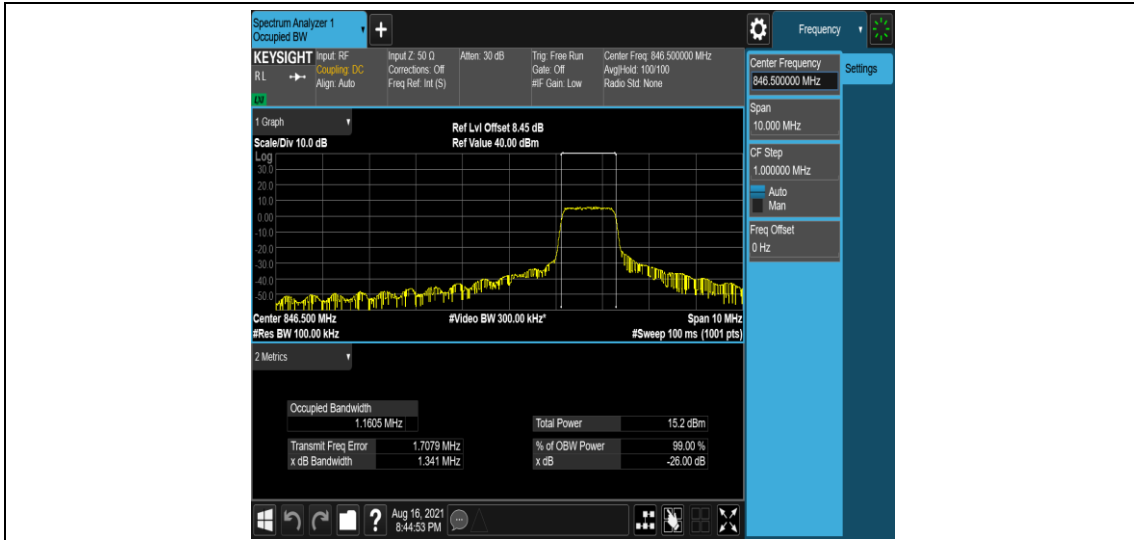 Spectrum Analyzer 1
Occupied BW
+
Frequency
KEYSIGHT Input: RF Input Z: 50 Ω Atten: 30 dB Trig: Free Run Center Freq: 846.500000 MHz
RL Coupling: DC Corrections: Off Gate: Off Avg|Hold: 100/100
Align: Auto Freq Ref: Int (S) #IF Gain: Low Radio Std: None
LNI
Center Frequency
846.500000 MHz
Settings
Span
10.000 MHz
CF Step
1.000000 MHz
Auto
Man
Freq Offset
0 Hz
1 Graph
Ref Lvl Offset 8.45 dB
Scale/Div 10.0 dB Ref Value 40.00 dBm
Log
30.0
20.0
10.0
0.00
-10.0
-20.0
-30.0
-40.0
-50.0
Center 846.500 MHz #Video BW 300.00 kHz* Span 10 MHz
#Res BW 100.00 kHz #Sweep 100 ms (1001 pts)
2 Metrics
Occupied Bandwidth
1.1605 MHz Total Power 15.2 dBm
Transmit Freq Error 1.7079 MHz % of OBW Power 99.00 %
x dB Bandwidth 1.341 MHz x dB -26.00 dB
? Aug 16, 2021
8:44:53 PM